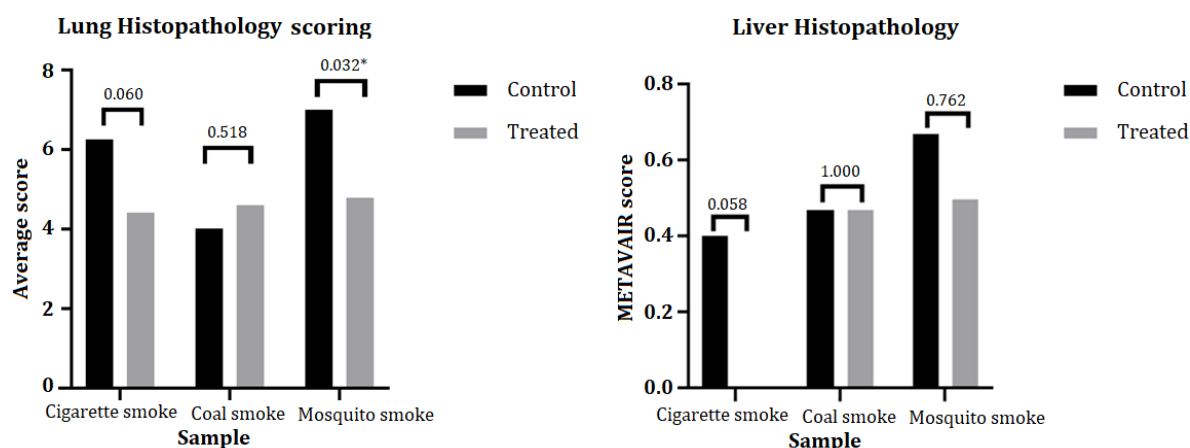 Lung Histopathology scoring
8
6
4
2
0
Average score
0.060
0.518
0.032*
Control
Treated
Cigarette smoke
Coal smoke
Mosquito smoke
Sample
Liver Histopathology
0.8
0.6
0.4
0.2
0.0
METAVAIR score
0.058
1.000
0.762
Control
Treated
Cigarette smoke
Coal smoke
Mosquito smoke
Sample